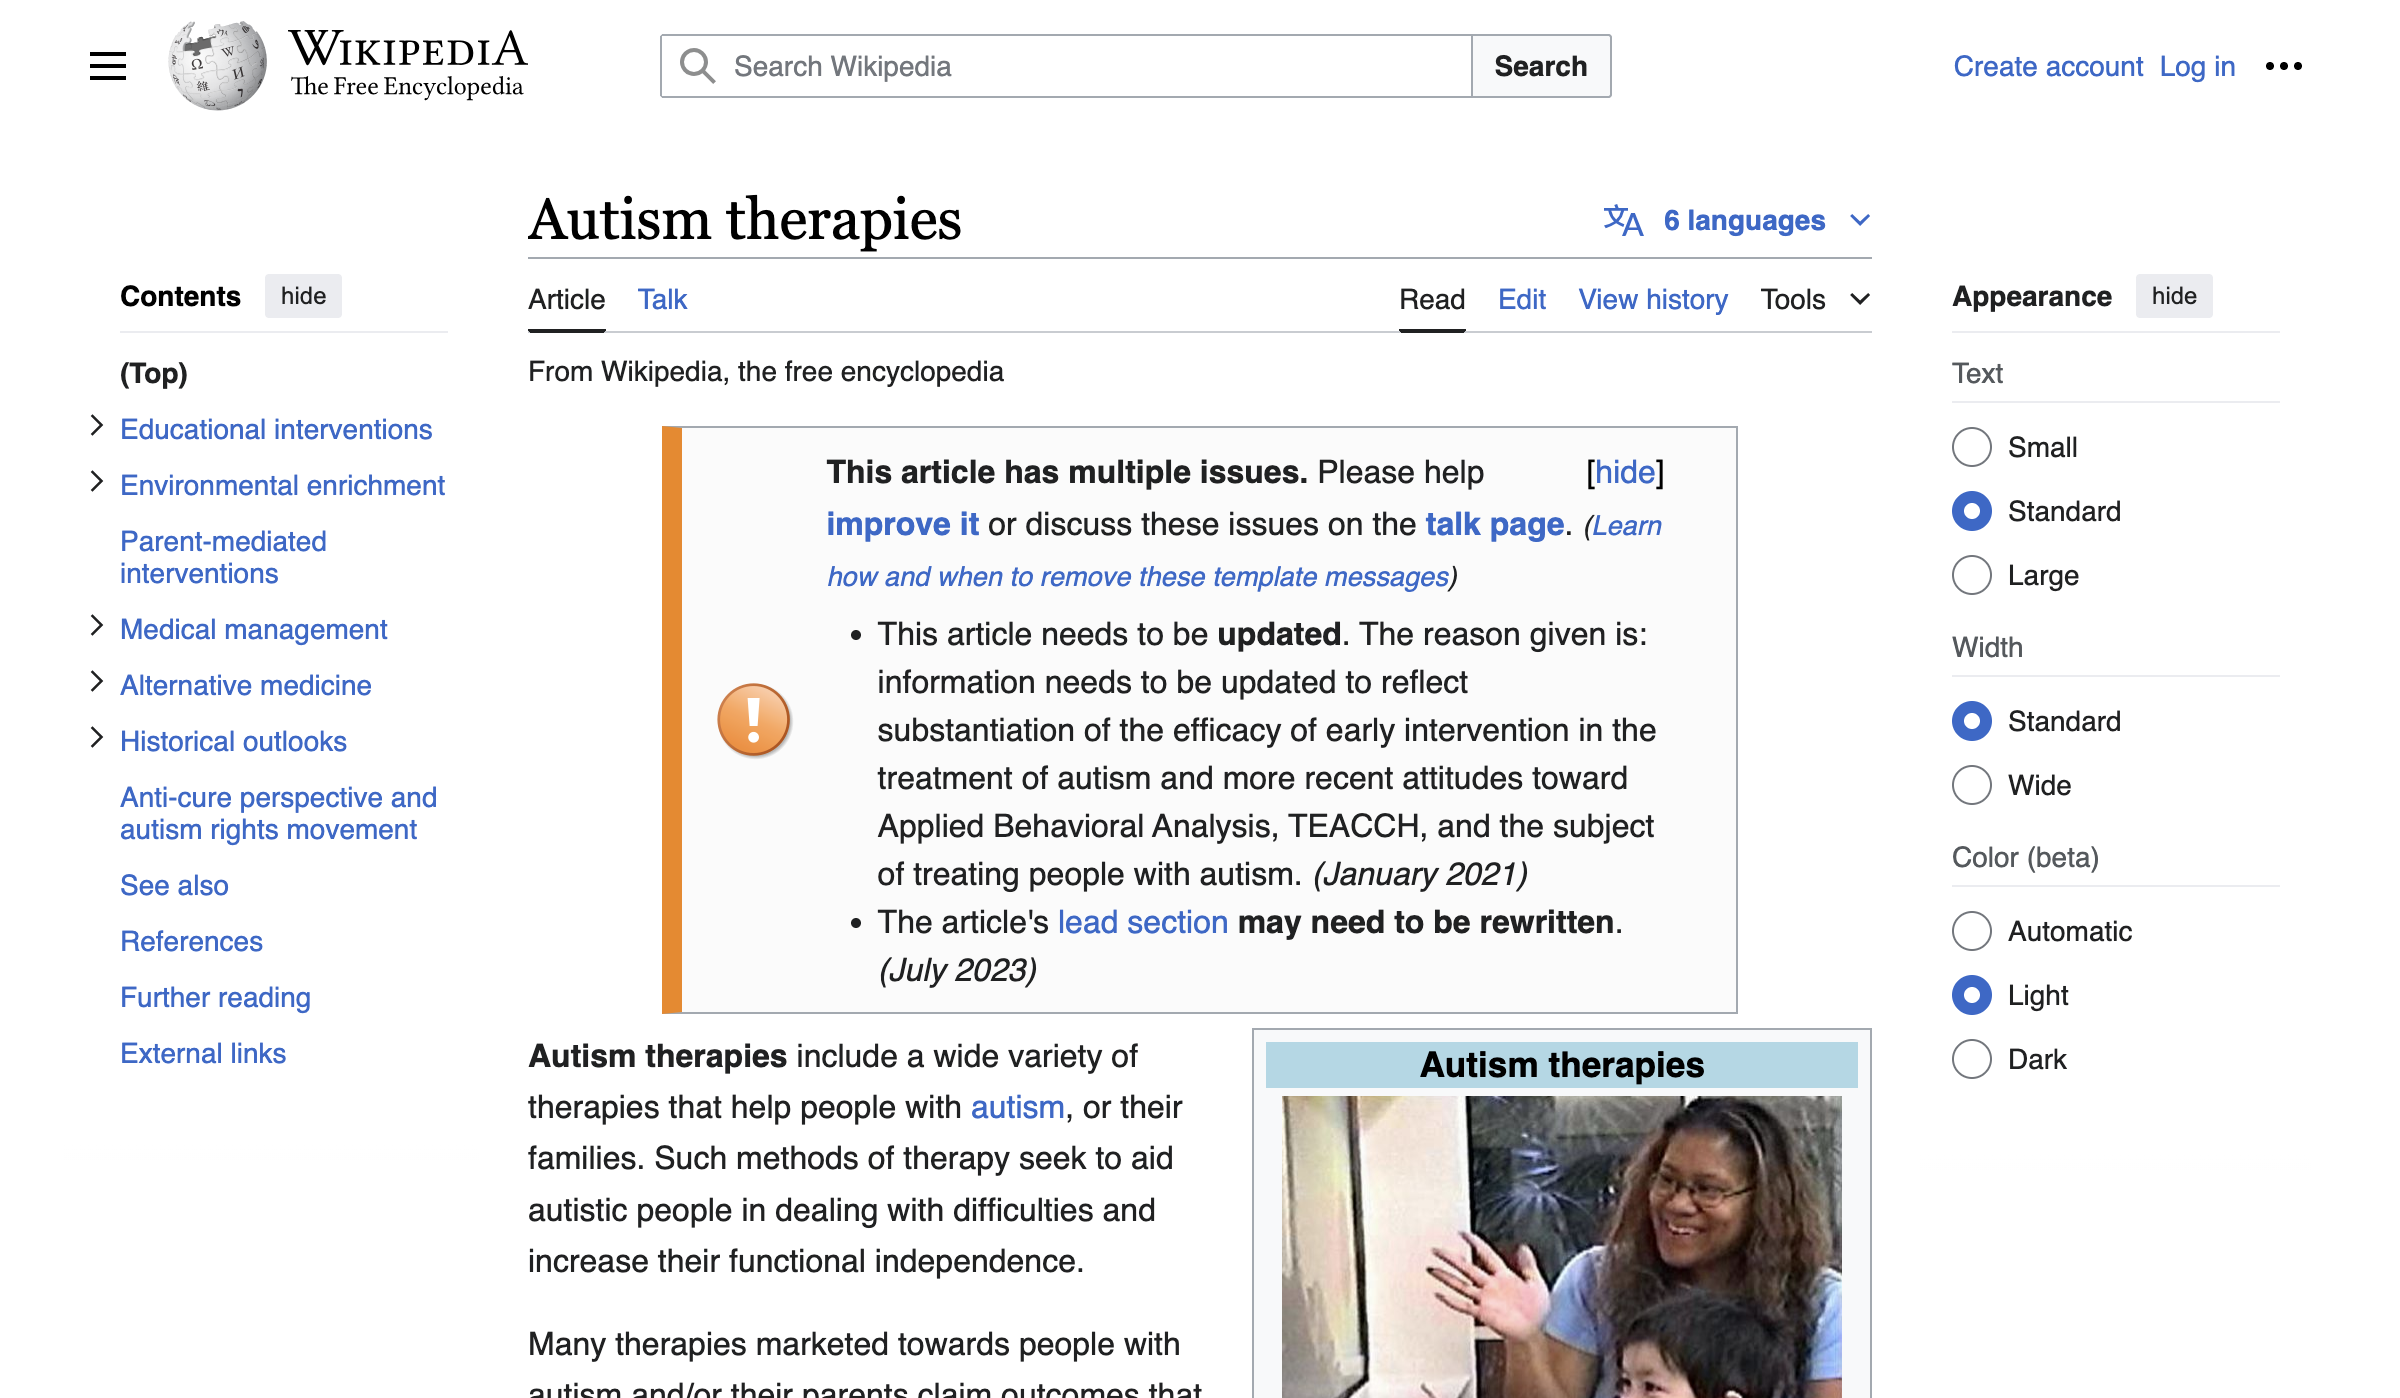 WIKIPEDIA
The Free Encyclopedia
Search Wikipedia
Search
Create account Log in
Autism therapies
6 languages
Contents hide
(Top)
Educational interventions
Environmental enrichment
Parent-mediated
interventions
Medical management
Alternative medicine
Historical outlooks
Anti-cure perspective and
autism rights movement
See also
References
Further reading
External links
Article Talk
Read Edit View history Tools
From Wikipedia, the free encyclopedia
This article has multiple issues. Please help [hide]
improve it or discuss these issues on the talk page. (Learn
how and when to remove these template messages)
• This article needs to be updated. The reason given is:
information needs to be updated to reflect
substantiation of the efficacy of early intervention in the
treatment of autism and more recent attitudes toward
Applied Behavioral Analysis, TEACCH, and the subject
of treating people with autism. (January 2021)
• The article's lead section may need to be rewritten.
(July 2023)
Autism therapies include a wide variety of
therapies that help people with autism, or their
families. Such methods of therapy seek to aid
autistic people in dealing with difficulties and
increase their functional independence.
Many therapies marketed towards people with
autism and/or their parents claim outcomes that
Autism therapies
Appearance hide
Text
Small
Standard
Large
Width
Standard
Wide
Color (beta)
Automatic
Light
Dark